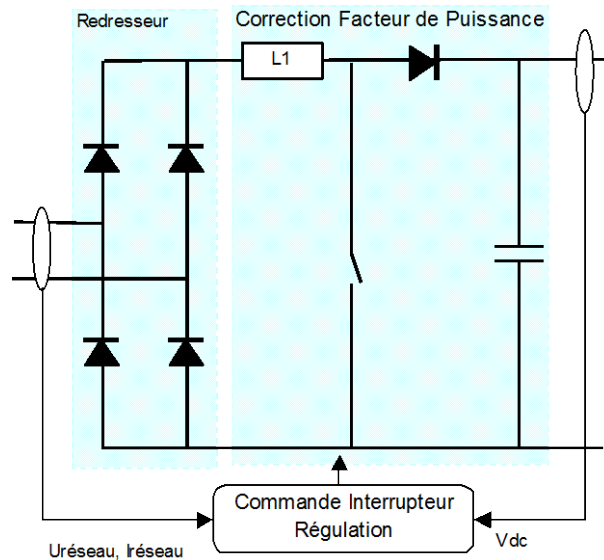 Redresseur
Correction Facteur de Puissance
L1
Commande Interrupteur
Régulation
Uréseau, Iréseau
Vdc